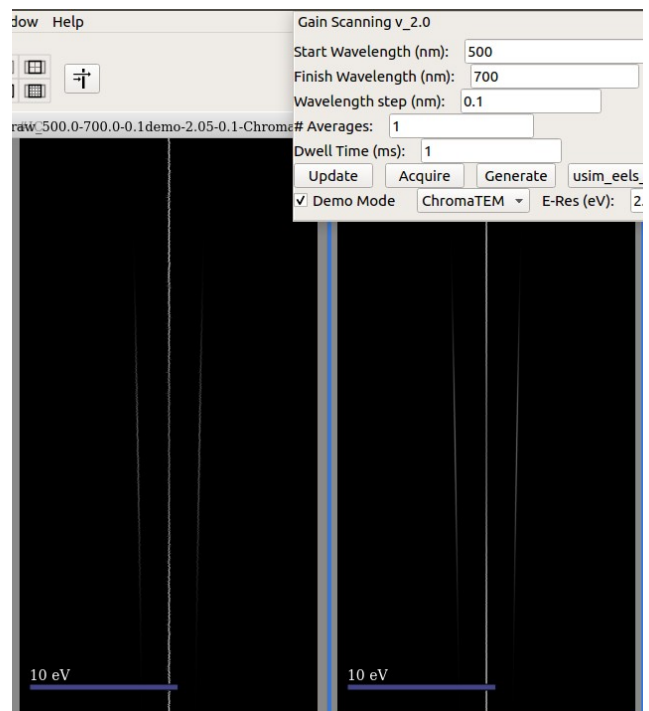 dow Help
Gain Scanning v_2.0
Start Wavelength (nm): 500
Finish Wavelength (nm): 700
Wavelength step (nm): 0.1
# Averages: 1
Dwell Time (ms): 1
Update Acquire Generate usim_eels_
Demo Mode ChromaTEM E-Res (eV): 2.
raw_500.0-700.0-0.1demo-2.05-0.1-Chroma
10 eV
10 eV